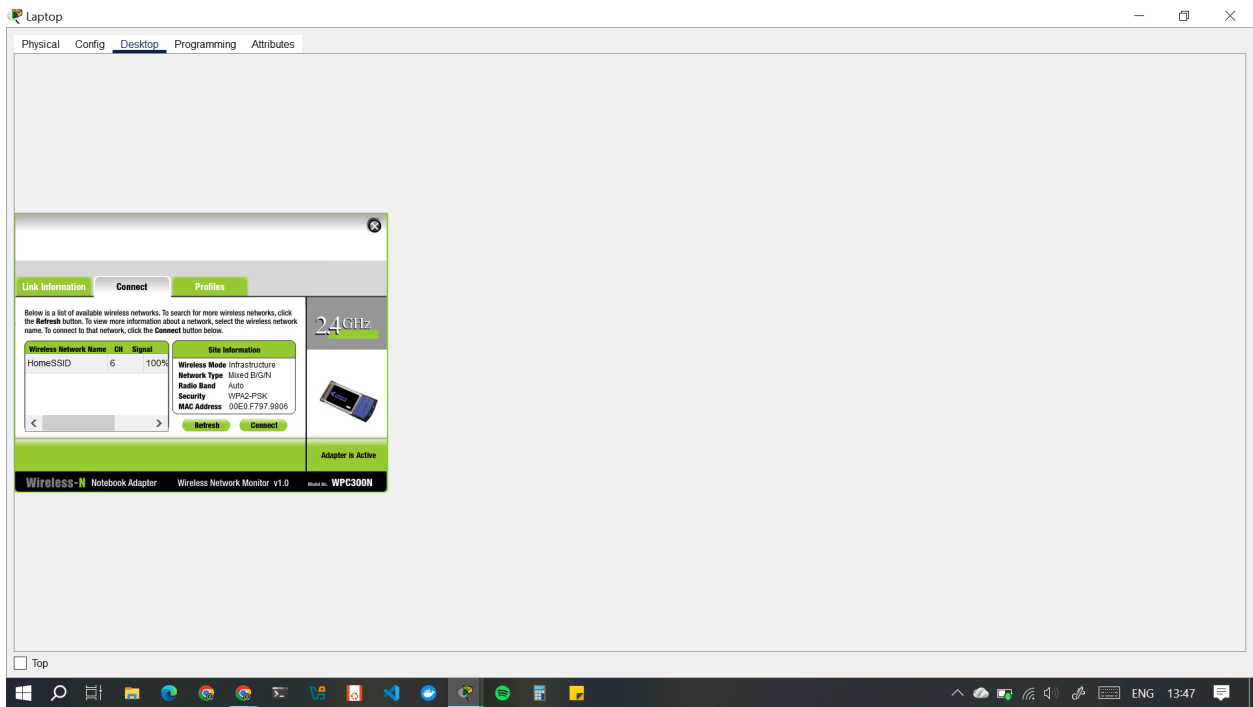 Laptop
Physical Config Desktop Programming Attributes
Link Information Connect Profiles
Below is a list of available wireless networks. To search for more wireless networks, click
the Refresh button. To view more information about a network, select the wireless network
name. To connect to that network, click the Connect button below.
2.4GHz
Wireless Network Name CH Signal
HomeSSID 6 100%
Site Information
Wireless Mode Infrastructure
Network Type Mixed B/G/N
Radio Band Auto
Security WPA2-PSK
MAC Address 00E0.F797.9806
Refresh Connect
Adapter is Active
Wireless-N Notebook Adapter Wireless Network Monitor v1.0 Model No. WPC300N
Top
ENG 13:47